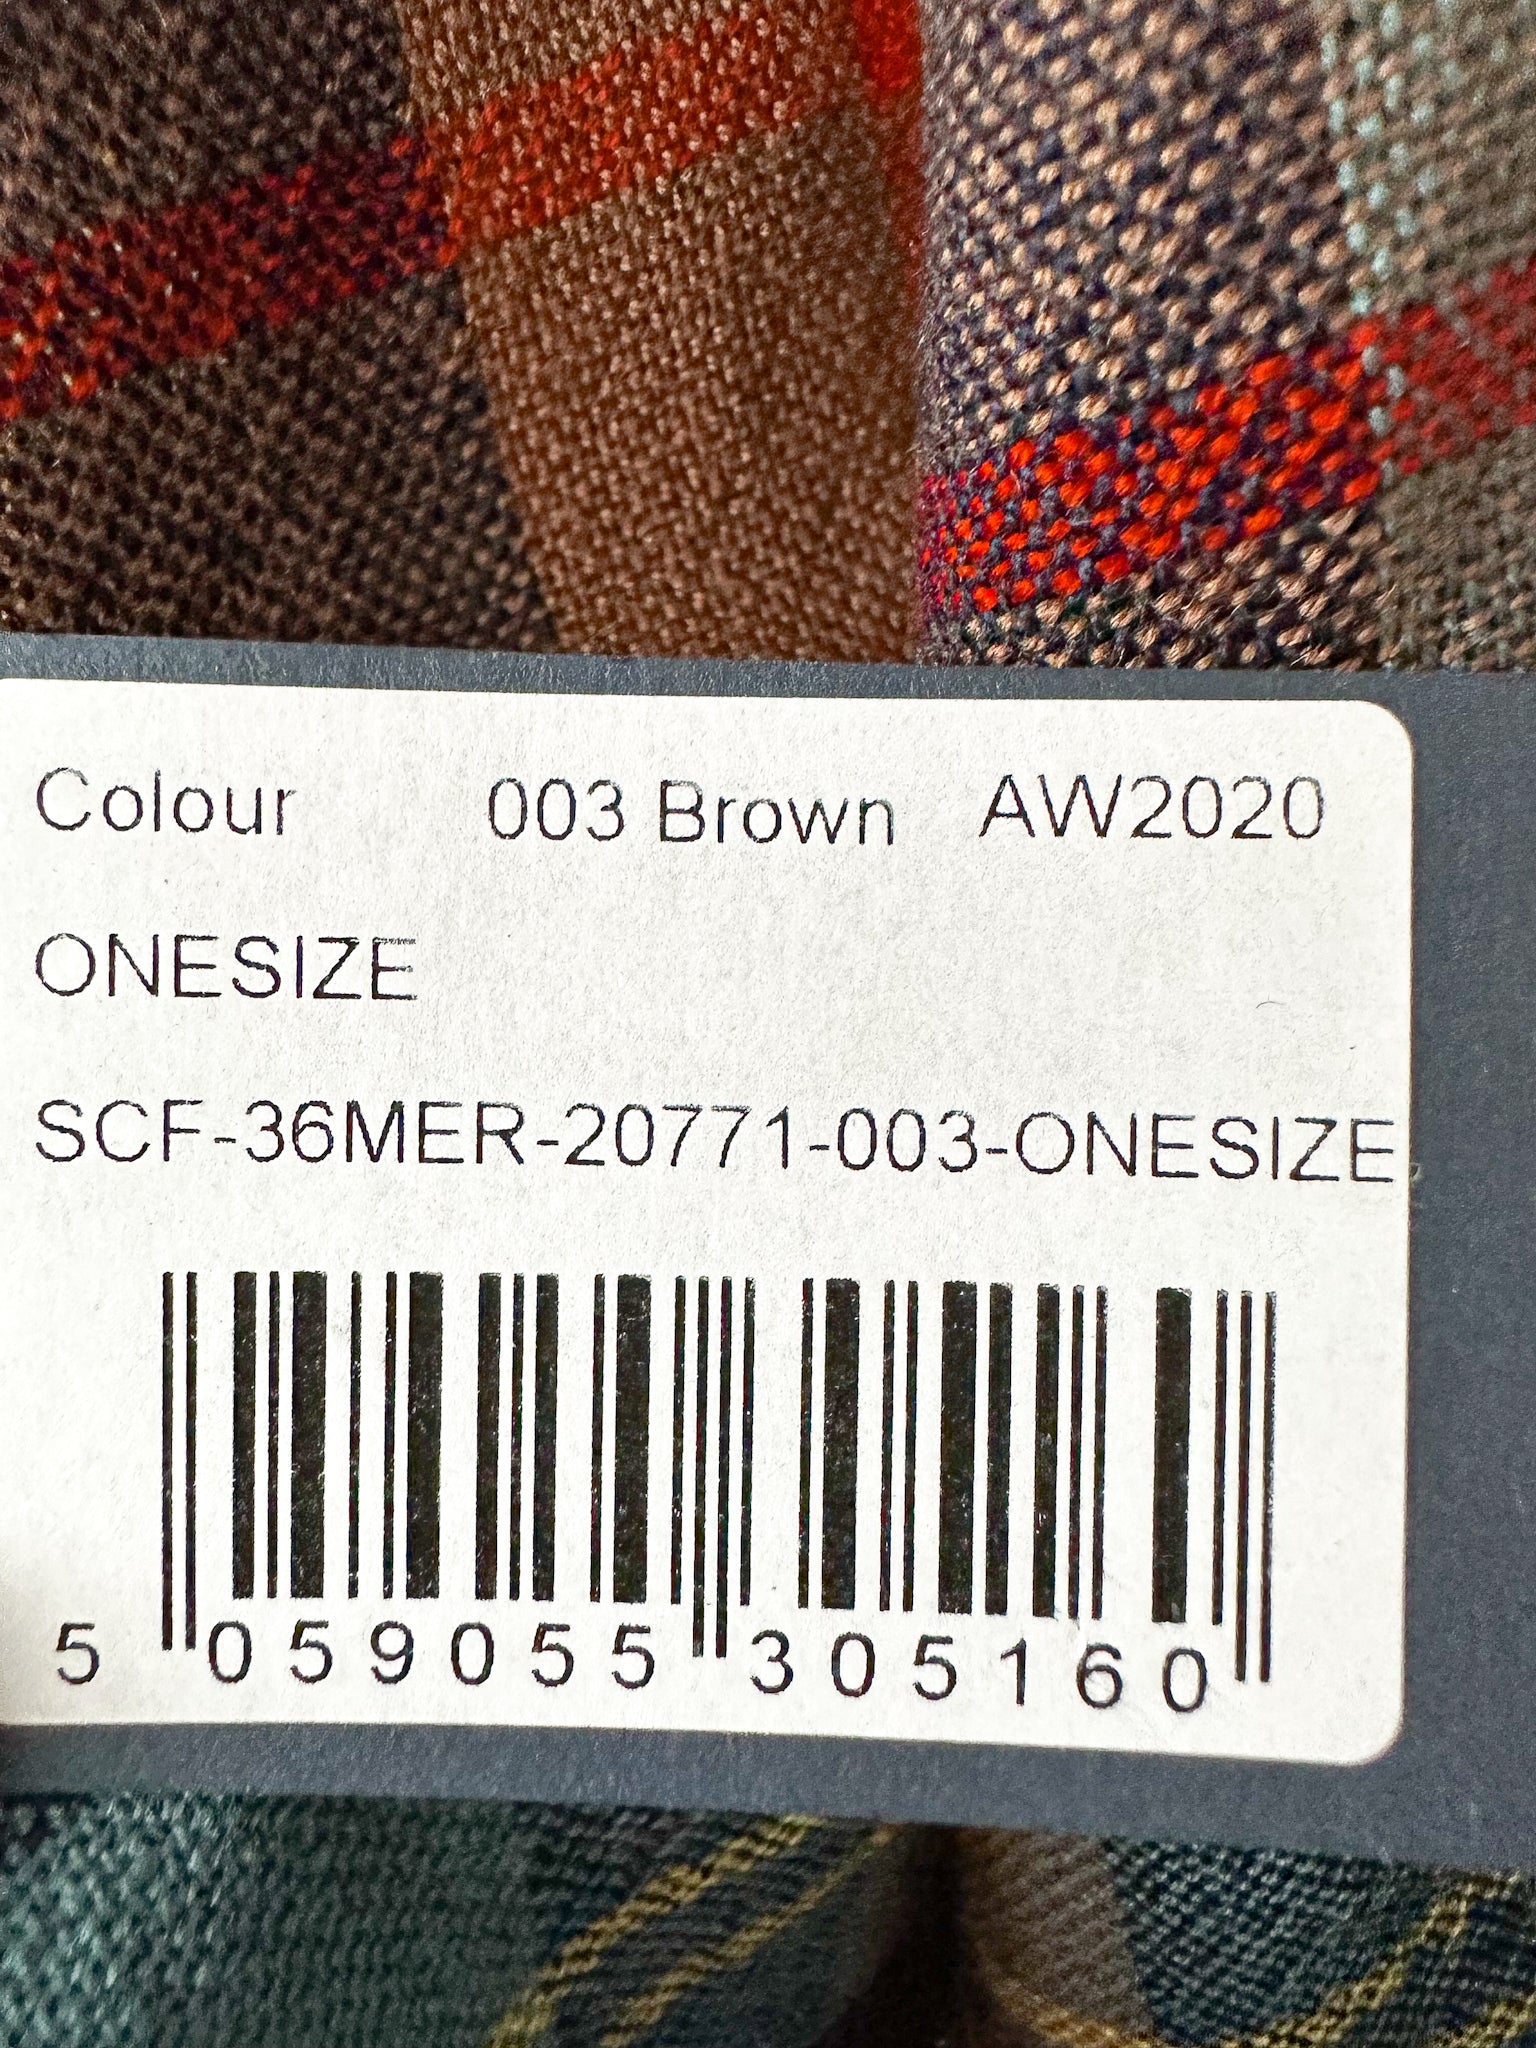 Colour 003 Brown AW2020
ONESIZE
SCF-36MER-20771-003-ONESIZE
5 059055 305160